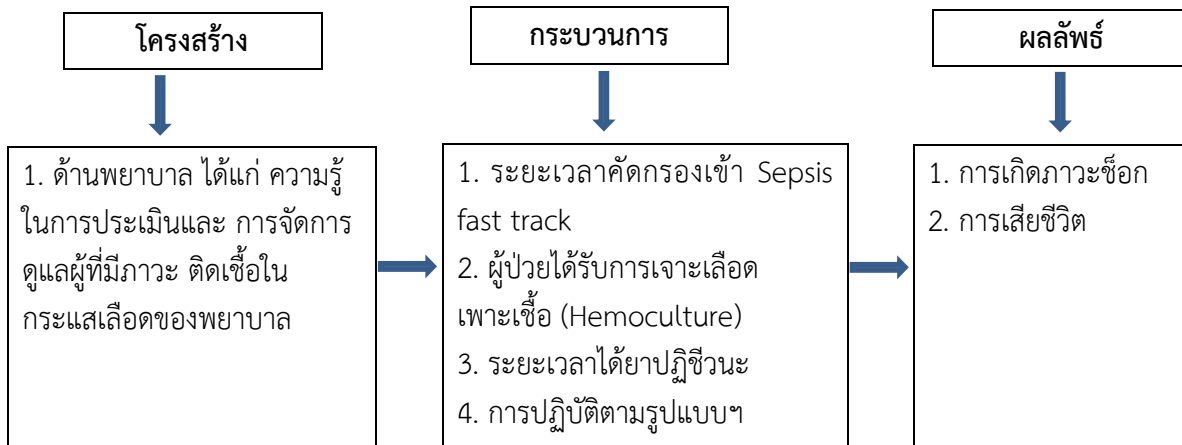 โครงสร้าง
กระบวนการ
ผลลัพธ์
1. ด้านพยาบาล ได้แก่ ความรู้
ในการประเมินและ การจัดการ
ดูแลผู้ที่มีภาวะ ติดเชื้อใน
กระแสเลือดของพยาบาล
1. ระยะเวลาคัดกรองเข้า Sepsis
fast track
2. ผู้ป่วยได้รับการเจาะเลือด
เพาะเชื้อ (Hemoculture)
3. ระยะเวลาได้ยาปฏิชีวนะ
4. การปฏิบัติตามรูปแบบฯ
1. การเกิดภาวะช็อก
2. การเสียชีวิต